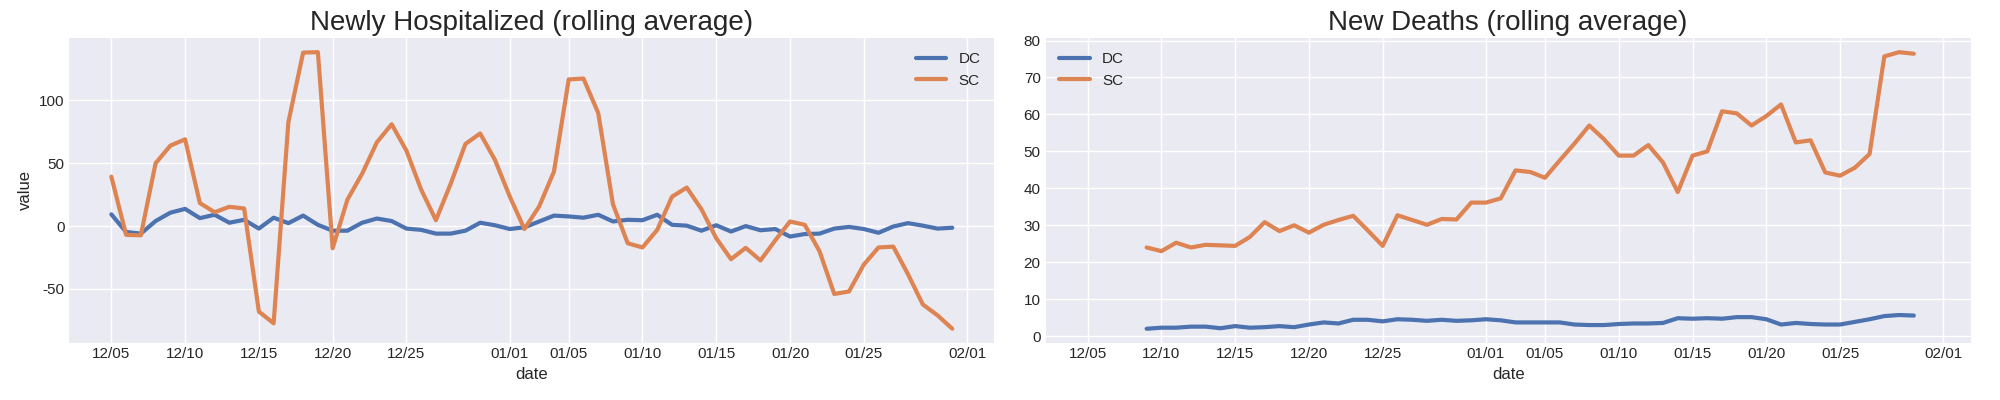 Newly Hospitalized (rolling average)
DC
SC
value
100
50
0
-50
12/05 12/10 12/15 12/20 12/25 01/01 01/05 01/10 01/15 01/20 01/25 02/01
date
New Deaths (rolling average)
DC
SC
80
70
60
50
40
30
20
10
0
12/05 12/10 12/15 12/20 12/25 01/01 01/05 01/10 01/15 01/20 01/25 02/01
date